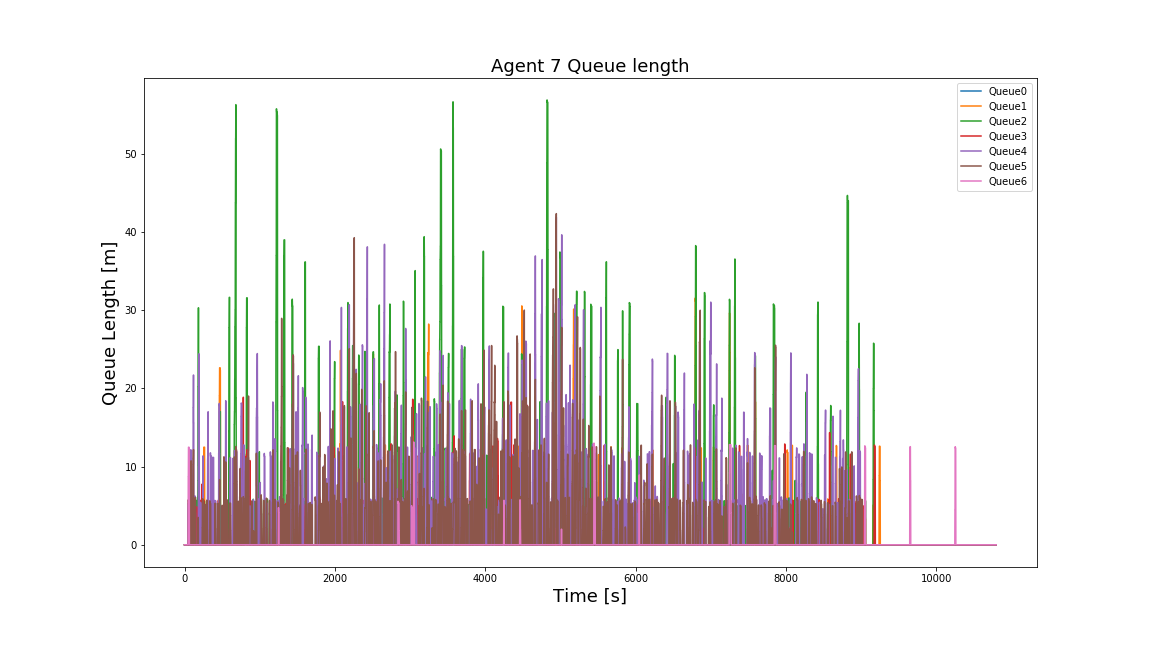 Agent 7 Queue length
Queue0
Queue1
Queue2
Queue3
Queue4
Queue5
Queue6
Queue Length [m]
50
40
30
20
10
0
0 2000 4000 6000 8000 10000
Time [s]